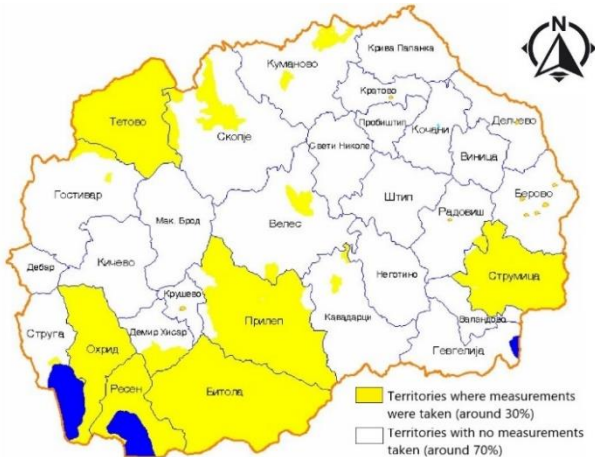 N
Крива Паланка
Куманово
Кратово
Тетово
Скопје
Пробиштип
Кочани
Делчево
Свети Николе
Виница
Гостивар
Штип
Берово
Мак. Брод
Велес
Радовиш
Дебар
Кичево
Неготино
Струмица
Крушево
Прилеп
Кавадарци
Валандово
Струга
Демир Хисар
Охрид
Гевгелија
Ресен
Битола
Territories where measurements
were taken (around 30%)
Territories with no measurements
taken (around 70%)